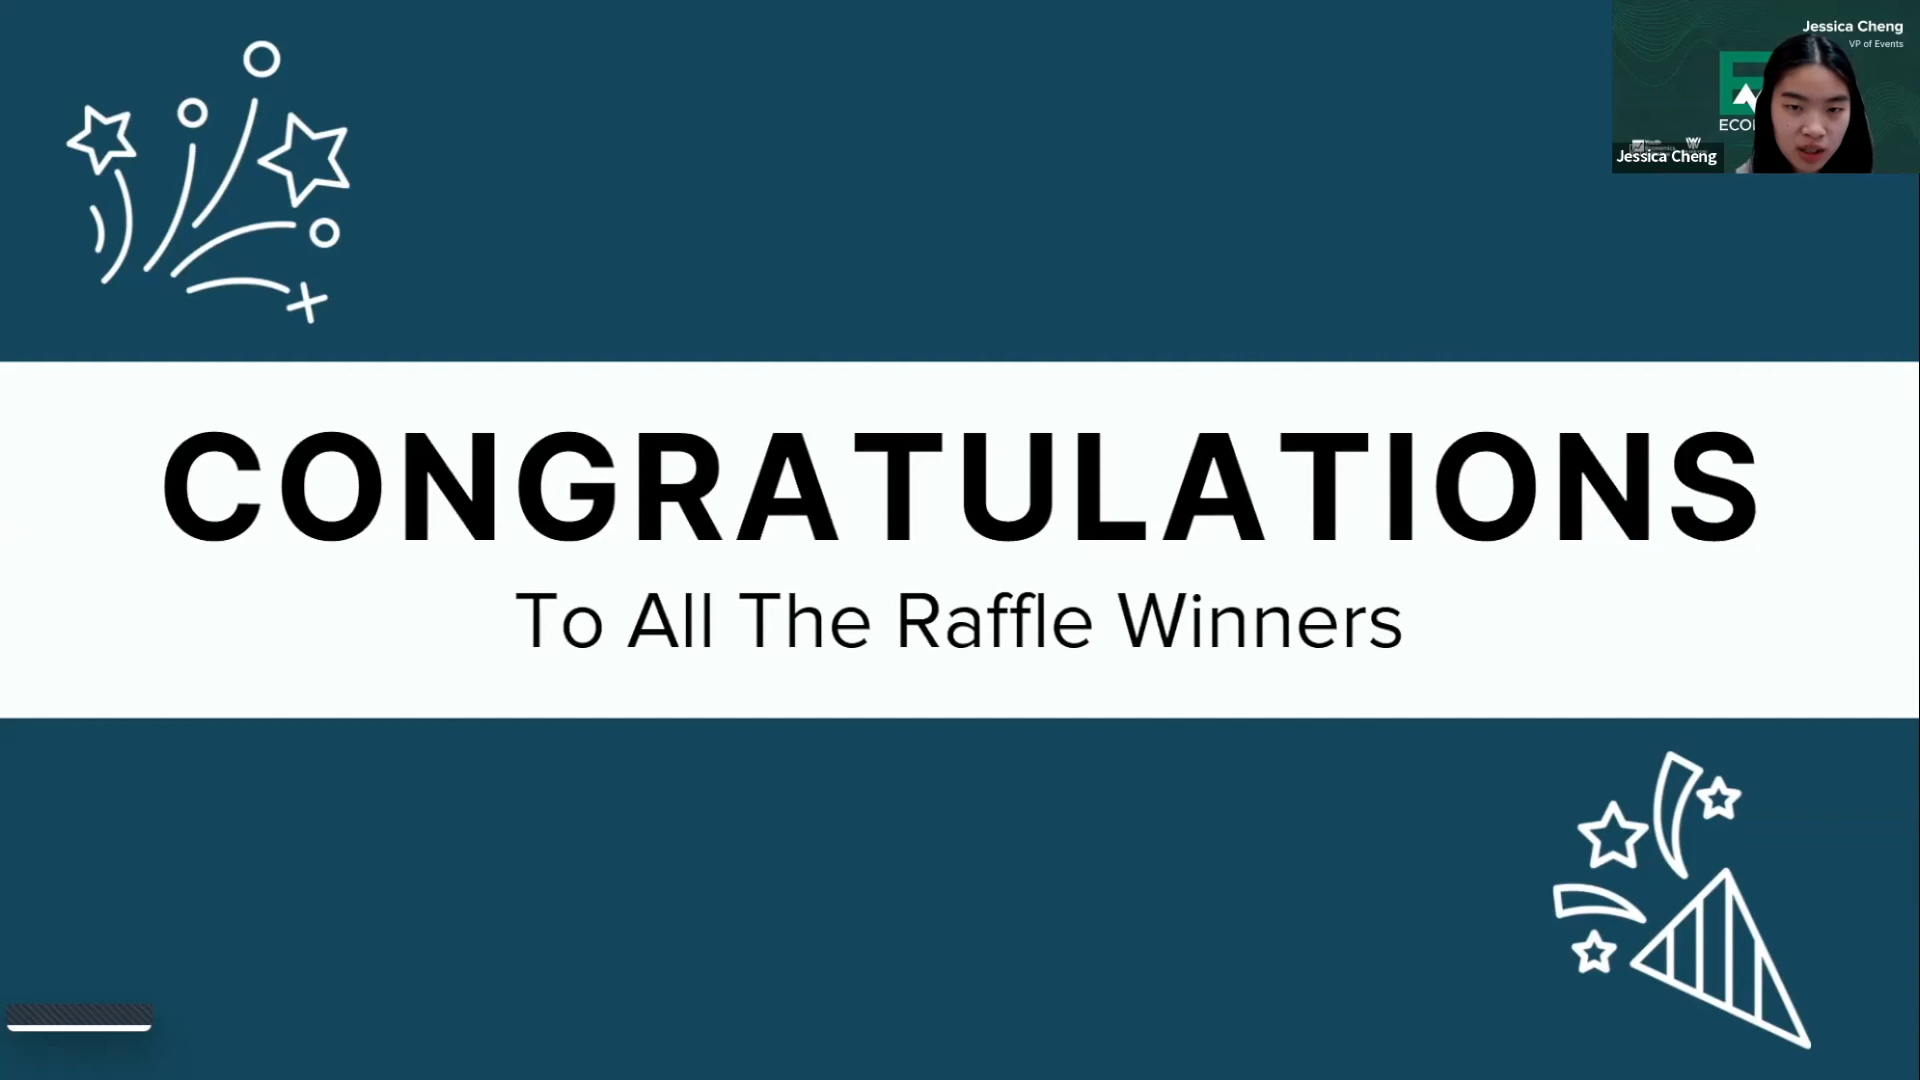 Jessica Cheng
VP of Events
ECO
Jessica Cheng
CONGRATULATIONS
To All The Raffle Winners